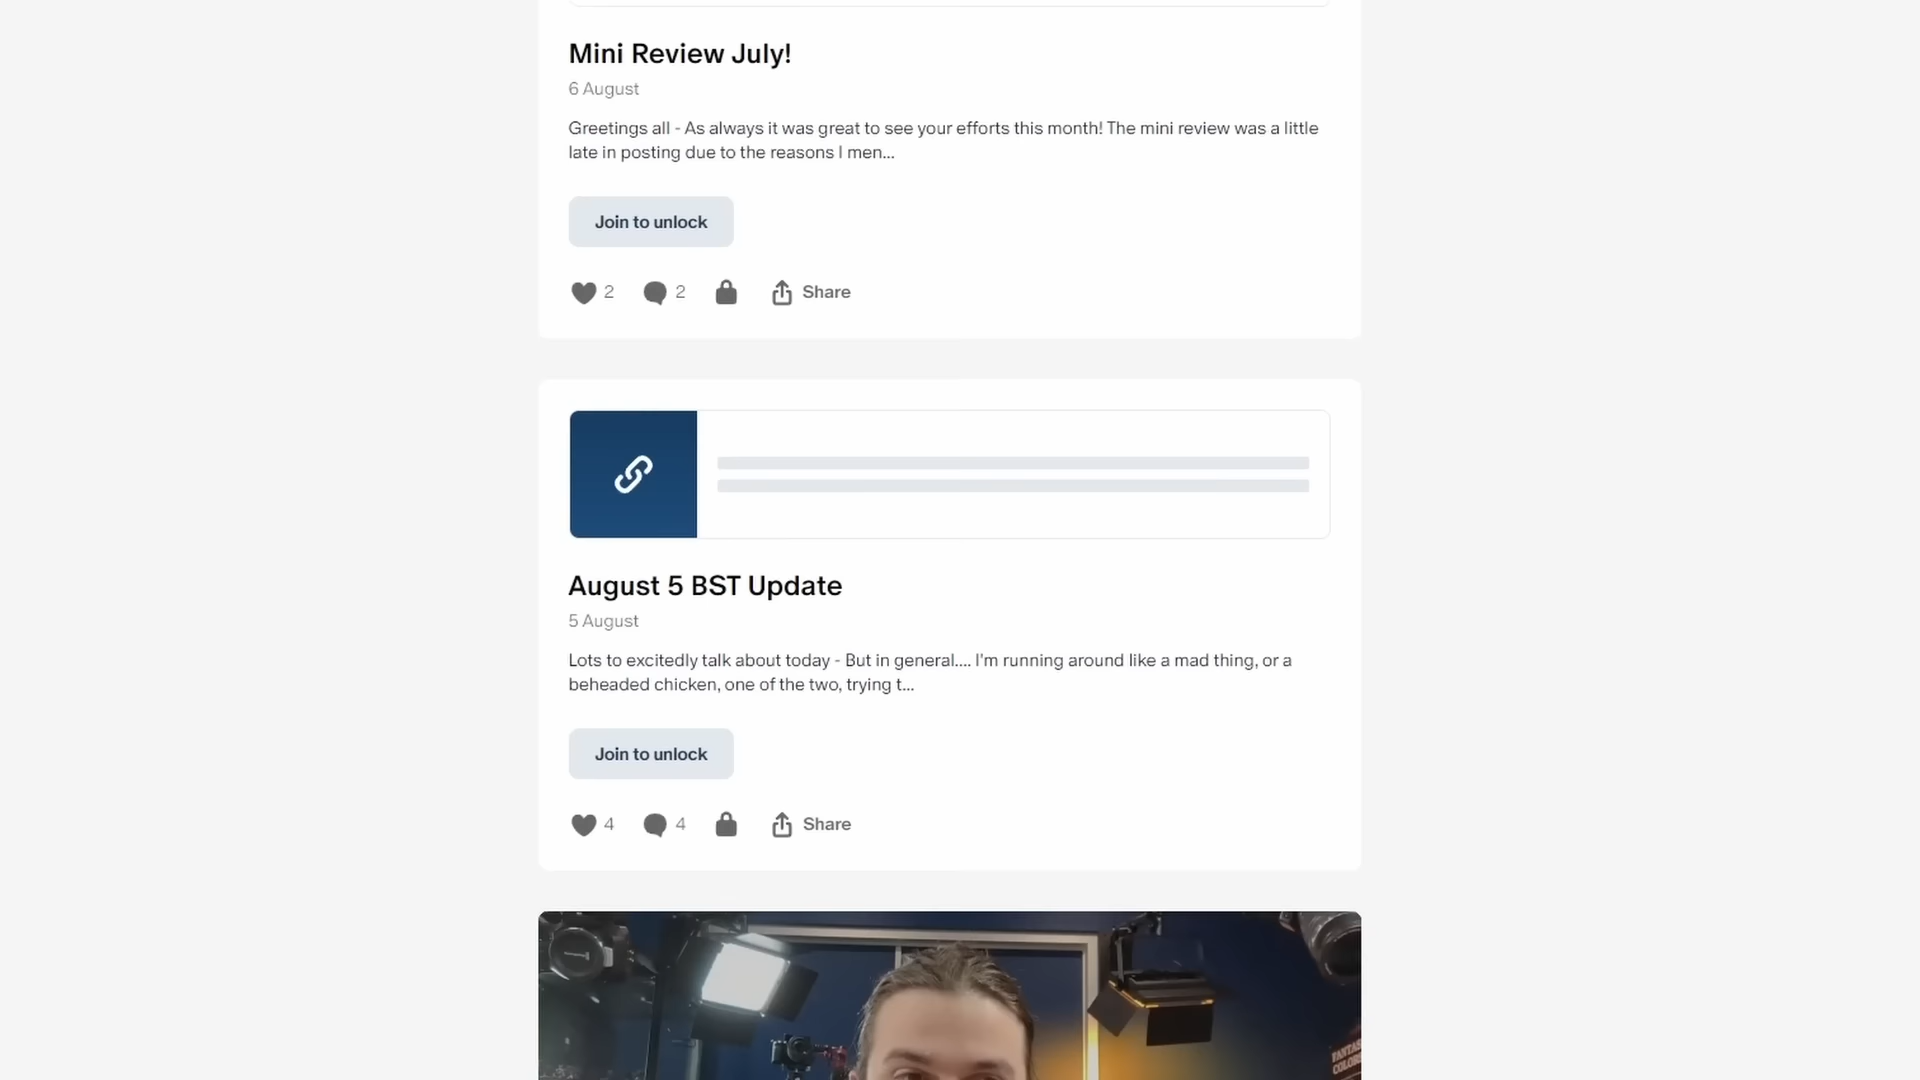 Mini Review July!
6 August
Greetings all - As always it was great to see your efforts this month! The mini review was a little
late in posting due to the reasons I men...
Join to unlock
2
2
Share
August 5 BST Update
5 August
Lots to excitedly talk about today - But in general.... I'm running around like a mad thing, or a
beheaded chicken, one of the two, trying t...
Join to unlock
4
4
Share